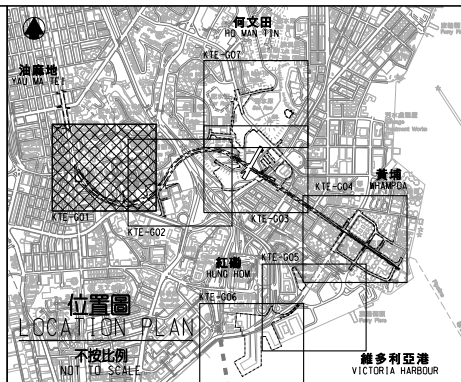 何文田
HO MAN TIN
KTE-G07
油麻地
YAU MA TEI
黃埔
WHAMPOA
KTE-G04
KTE-G01
KTE-G02
KTE-G03
紅磡
HUNG HOM
KTE-G05
KTE-G06
位置圖
LOCATION PLAN
不按比例
NOT TO SCALE
維多利亞港
VICTORIA HARBOUR